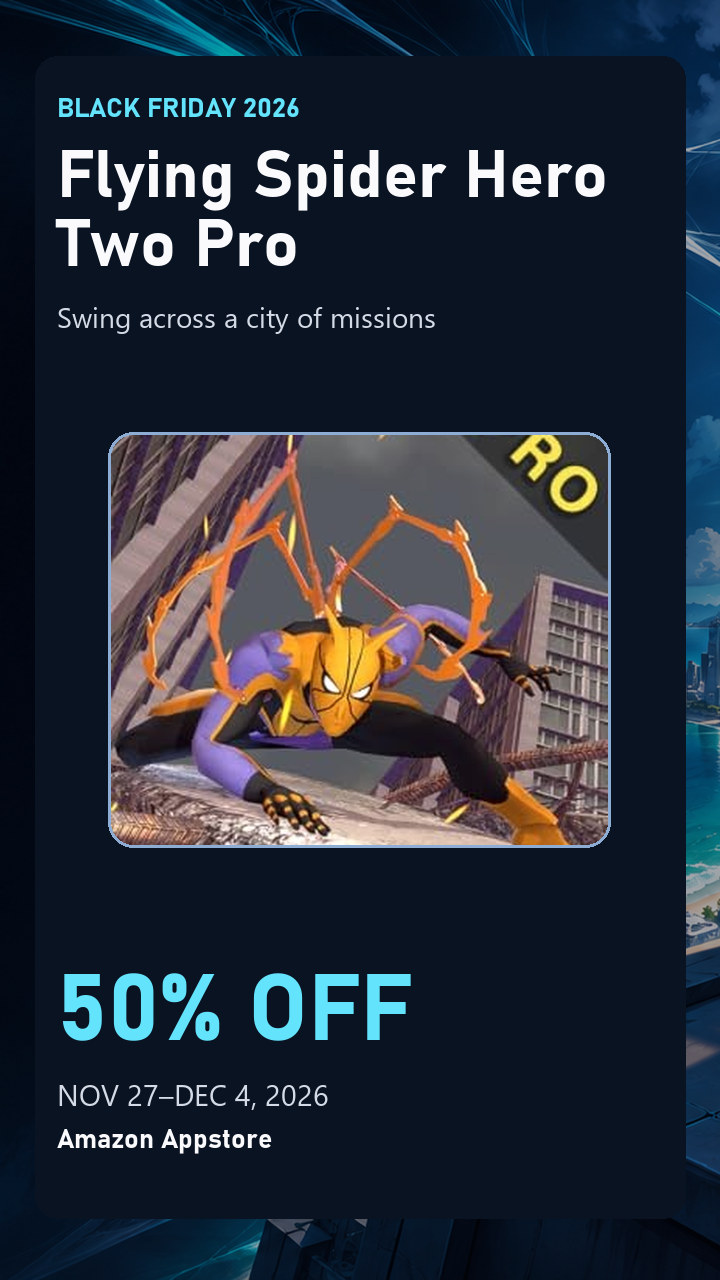 BLACK FRIDAY 2026
Flying Spider Hero
Two Pro
Swing across a city of missions
RO
50% OFF
NOV 27–DEC 4, 2026
Amazon Appstore